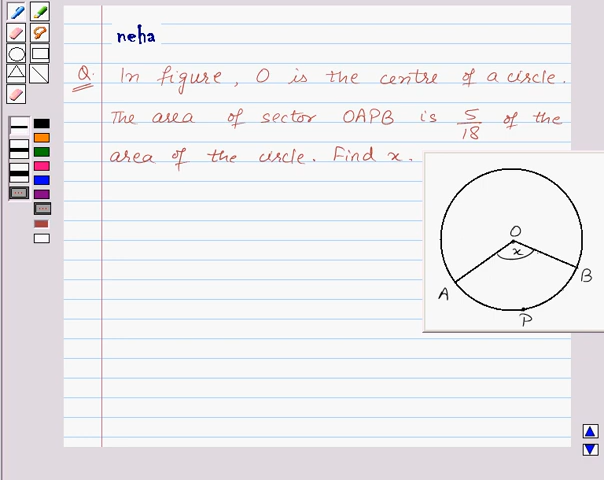 neha
Q. In figure, O is the centre of a circle.
The area of sector OAPB is 5/18 of the
area of the circle. Find x.
O
x
A
B
P